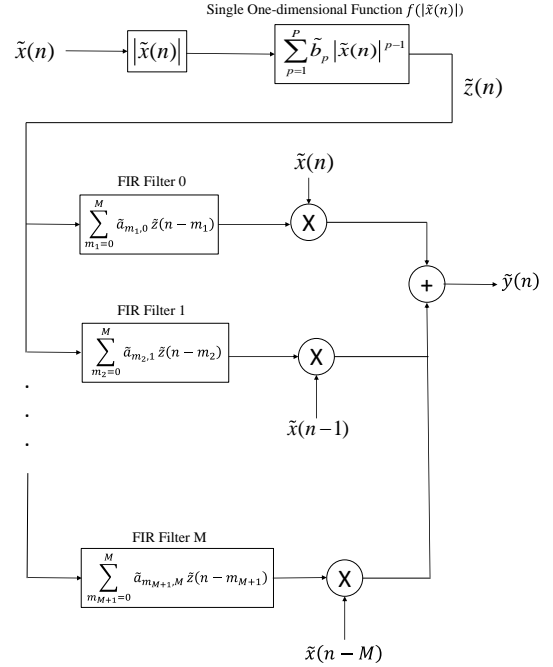 Single One-dimensional Function f(|x̃(n)|)
x̃(n)
|x̃(n)|
∑_{p=1}^{P} b̃_p |x̃(n)|^{p−1}
z̃(n)
x̃(n)
FIR Filter 0
∑_{m_1=0}^{M} ã_{m_1,0} z̃(n − m_1)
X
+
ỹ(n)
FIR Filter 1
∑_{m_2=0}^{M} ã_{m_2,1} z̃(n − m_2)
X
x̃(n−1)
.
.
.
FIR Filter M
∑_{m_{M+1}=0}^{M} ã_{m_{M+1},M} z̃(n − m_{M+1})
X
x̃(n − M)